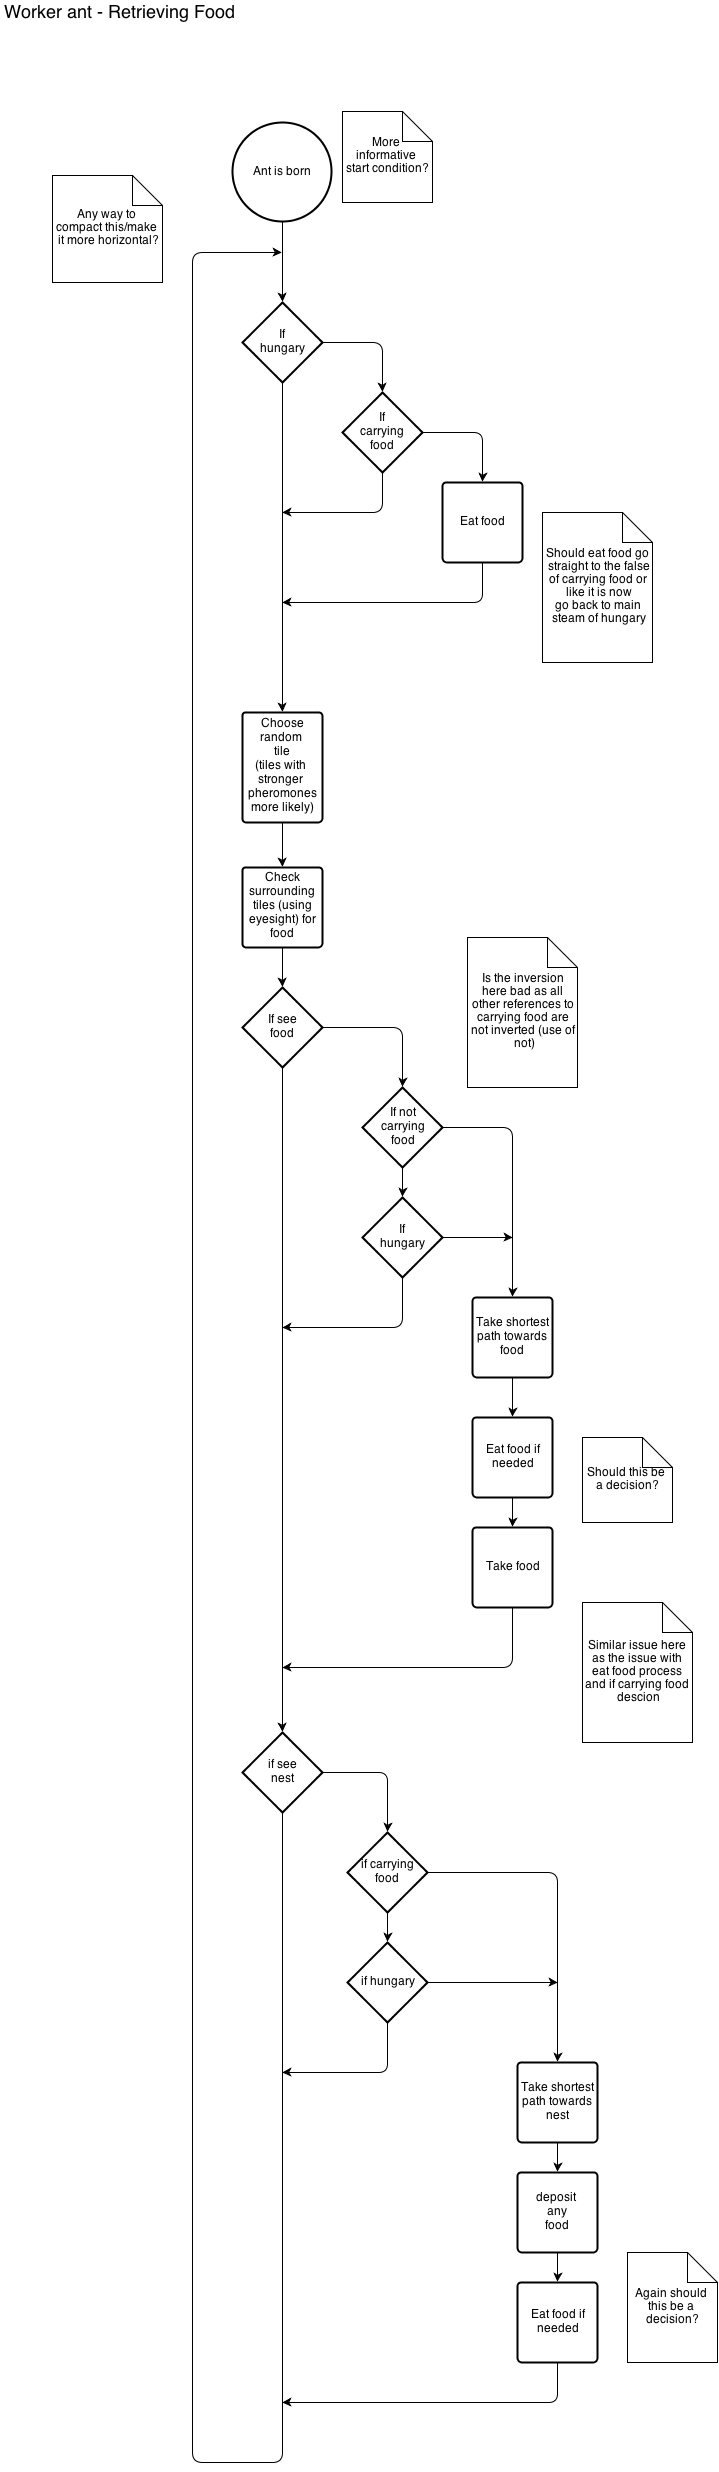 Worker ant - Retrieving Food
Ant is born
More
informative
start condition?
Any way to
compact this/make
it more horizontal?
If
hungary
If
carrying
food
Eat food
Should eat food go
straight to the false
of carrying food or
like it is now
go back to main
steam of hungary
Choose
random
tile
(tiles with
stronger
pheromones
more likely)
Check
surrounding
tiles (using
eyesight) for
food
Is the inversion
here bad as all
other references to
carrying food are
not inverted (use of
not)
If see
food
If not
carrying
food
If
hungary
Take shortest
path towards
food
Eat food if
needed
Should this be
a decision?
Take food
Similar issue here
as the issue with
eat food process
and if carrying food
descion
if see
nest
if carrying
food
if hungary
Take shortest
path towards
nest
deposit
any
food
Again should
this be a
decision?
Eat food if
needed